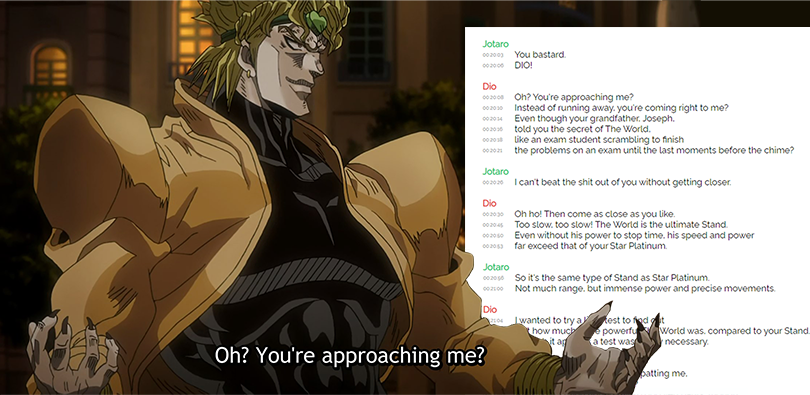 Jotaro
00:20:03 You bastard.
00:20:06 DIO!
Dio
00:20:08 Oh? You're approaching me?
00:20:10 Instead of running away, you're coming right to me?
00:20:14 Even though your grandfather, Joseph,
00:20:16 told you the secret of The World,
00:20:18 like an exam student scrambling to finish
00:20:21 the problems on an exam until the last moments before the chime?
Jotaro
00:20:26 I can't beat the shit out of you without getting closer.
Dio
00:20:30 Oh ho! Then come as close as you like.
00:20:45 Too slow, too slow! The World is the ultimate Stand.
00:20:50 Even without his power to stop time, his speed and power
00:20:53 far exceed that of your Star Platinum.
Jotaro
00:20:56 So it's the same type of Stand as Star Platinum.
00:21:00 Not much range, but immense power and precise movements.
Dio
00:21:04 I wanted to try a test to find out
how much powerful World was, compared to your Stand.
it a test was necessary.
patting me.
Oh? You're approaching me?